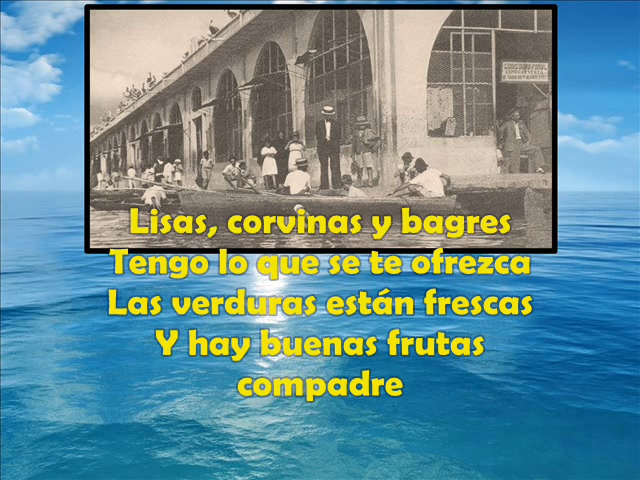 Lisas, corvinas y bagres
Tengo lo que se te ofrezca
Las verduras están frescas
Y hay buenas frutas
compadre